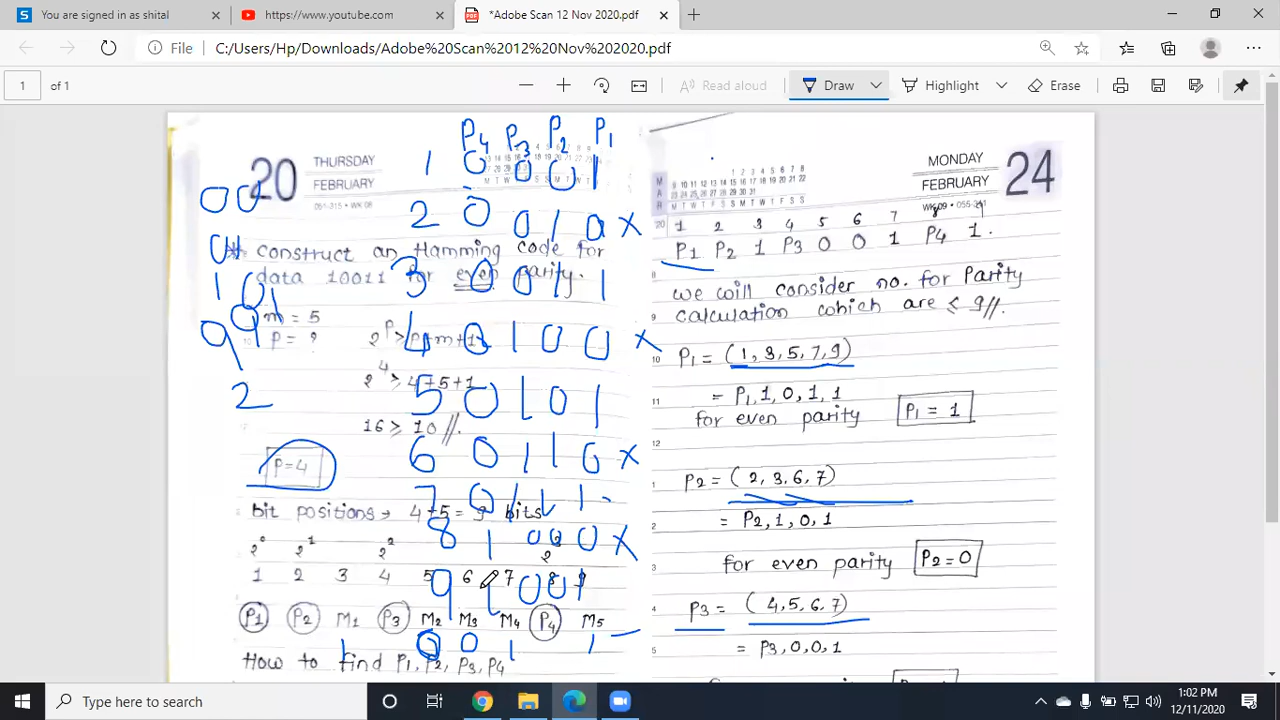 You are signed in as shital
https://www.youtube.com
*Adobe Scan 12 Nov 2020.pdf
File
C:/Users/Hp/Downloads/Adobe%20Scan%2012%20Nov%202020.pdf
1 of 1
Read aloud
Draw
Highlight
Erase
20 THURSDAY
FEBRUARY
P4 P3 P2 P1
1 0 0 0 1
2 0 0 1 0 X
3 0 0 1 1
4 0 1 0 0 X
5 0 1 0 1
6 0 1 1 0 X
7 0 1 1 1
8 1 0 0 0 X
9 1 0 0 1
construct an Hamming code for
data 10011 for even parity.
m = 5
p = ?
2^4 ≥ 4+5+1
16 ≥ 10 //.
P=4
bit positions → 4+5 = 9 bits
2^0 2^1 2^2
1 2 3 4 5 6 7 8 9
P1 P2 M1 P3 M2 M3 M4 P4 M5
1 0 0 1 1
How to find P1, P2, P3, P4
MONDAY
FEBRUARY 24
1 2 3 4 5 6 7 8 9
P1 P2 1 P3 0 0 1 P4 1.
we will consider no. for Parity
calculation which are ≤ 9//.
P1 = (1, 3, 5, 7, 9)
= P1, 1, 0, 1, 1
for even parity P1 = 1
P2 = (2, 3, 6, 7)
= P2, 1, 0, 1
for even parity P2 = 0
P3 = (4, 5, 6, 7)
= P3, 0, 0, 1
Type here to search
1:02 PM
12/11/2020